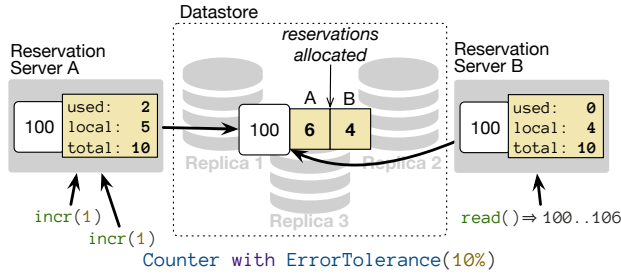 Datastore
Reservation
Server A
reservations
allocated
Reservation
Server B
100
used: 2
local: 5
total: 10
A B
100 6 4
100
used: 0
local: 4
total: 10
Replica 1
Replica 2
Replica 3
incr(1)
incr(1)
read()⇒100..106
Counter with ErrorTolerance(10%)